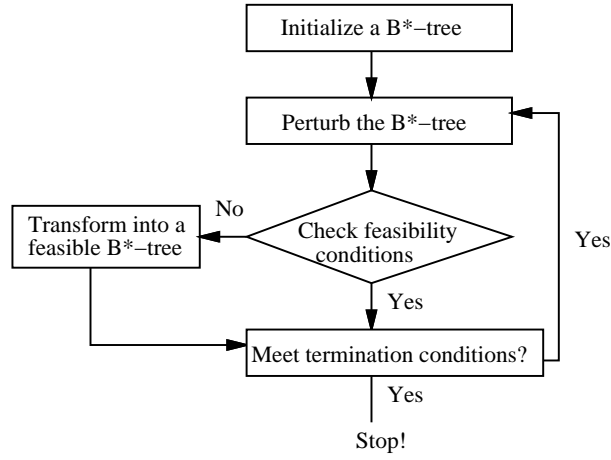 Initialize a B*−tree
Perturb the B*−tree
No
Transform into a
feasible B*−tree
Check feasibility
conditions
Yes
Yes
Meet termination conditions?
Yes
Stop!